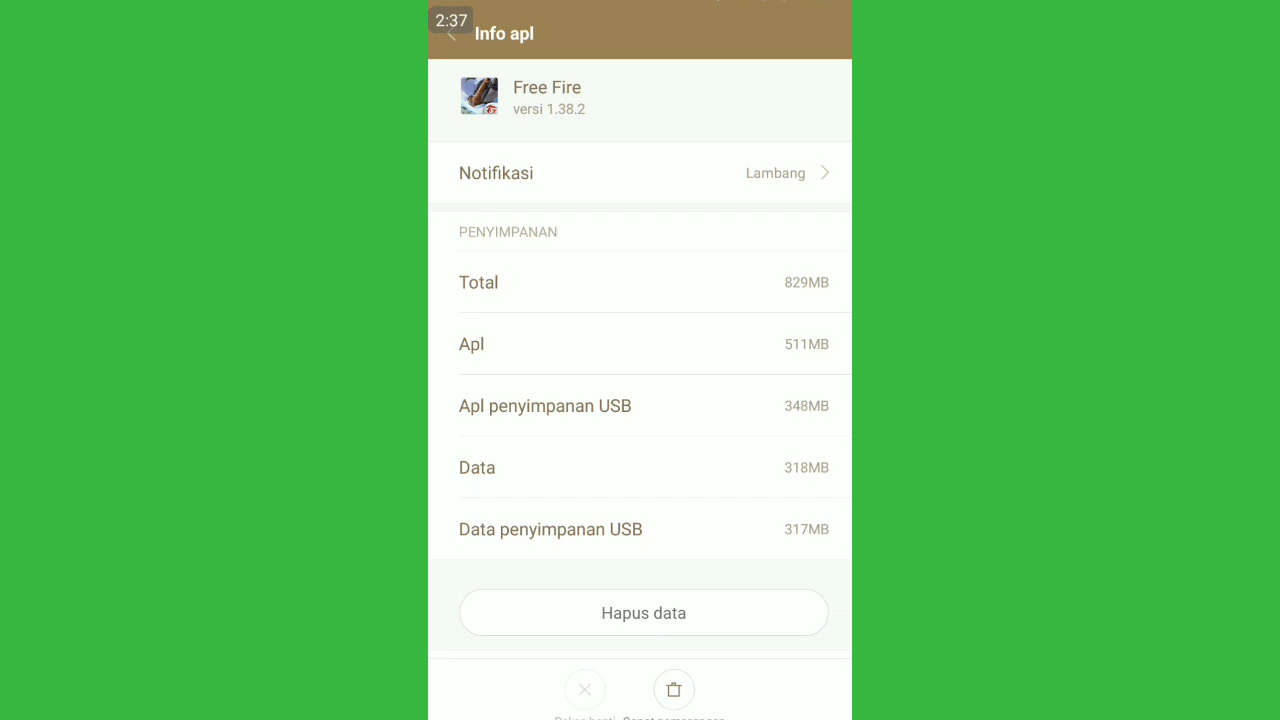 2:37
Info apl
Free Fire
versi 1.38.2
Notifikasi
Lambang
PENYIMPANAN
Total
829MB
Apl
511MB
Apl penyimpanan USB
348MB
Data
318MB
Data penyimpanan USB
317MB
Hapus data